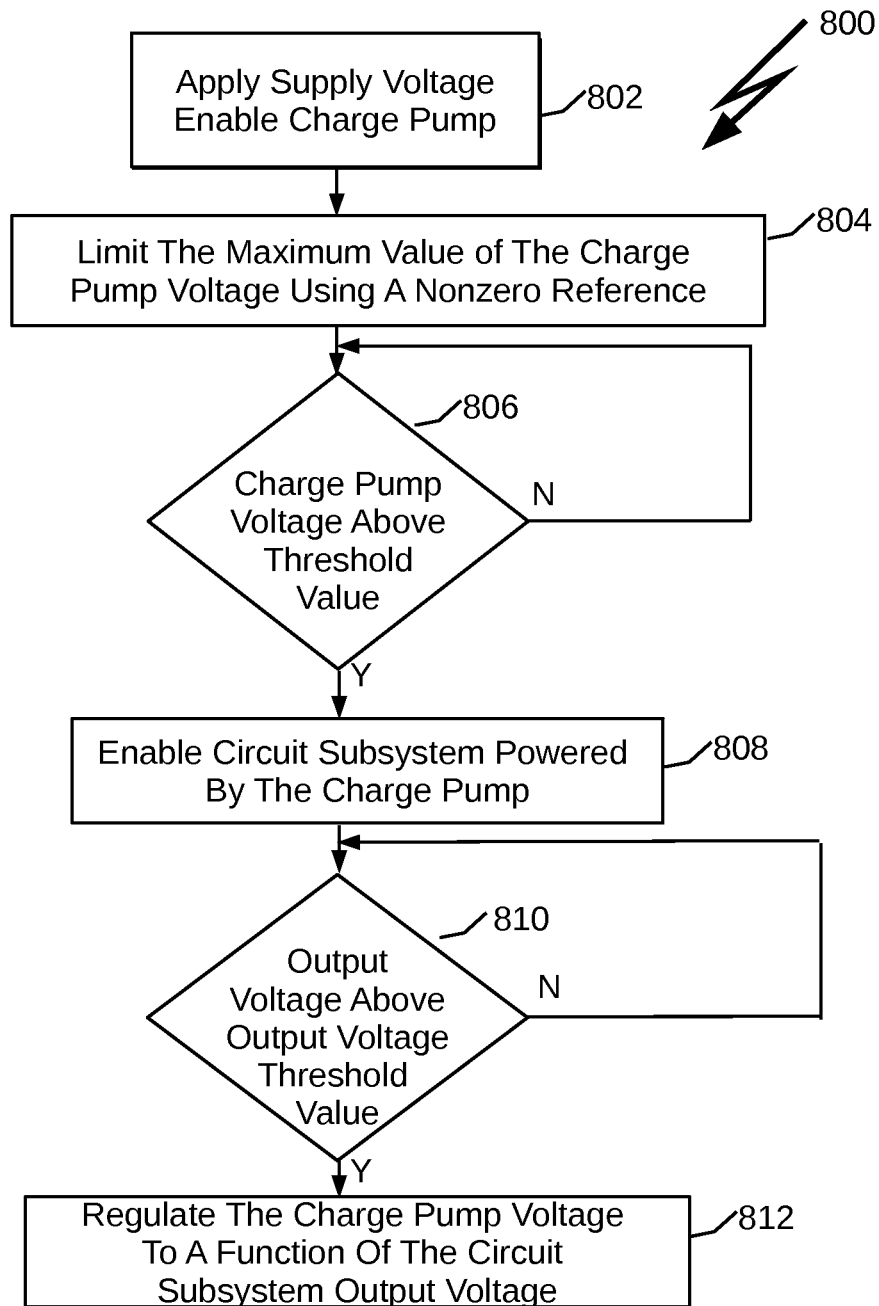 800
Apply Supply Voltage
Enable Charge Pump
802
804
Limit The Maximum Value of The Charge
Pump Voltage Using A Nonzero Reference
806
Charge Pump
Voltage Above
Threshold
Value
N
Y
Enable Circuit Subsystem Powered
By The Charge Pump
808
810
Output
Voltage Above
Output Voltage
Threshold
Value
N
Y
Regulate The Charge Pump Voltage
To A Function Of The Circuit
Subsystem Output Voltage
812